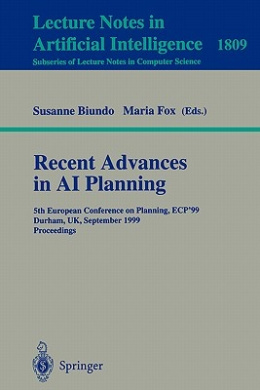 Lecture Notes in
Artificial Intelligence 1809
Subseries of Lecture Notes in Computer Science
Susanne Biundo Maria Fox (Eds.)
Recent Advances
in AI Planning
5th European Conference on Planning, ECP'99
Durham, UK, September 1999
Proceedings
Springer